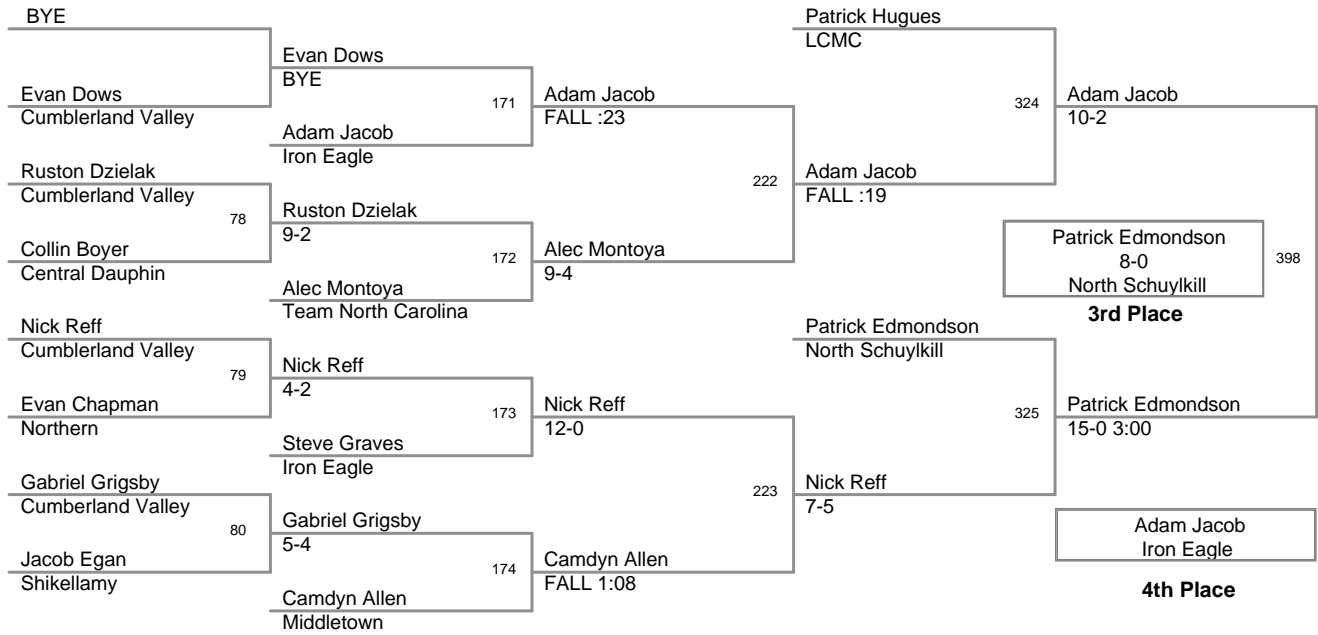 BYE
Evan Dows
Cumblerland Valley
Ruston Dzielak
Cumblerland Valley
78
Collin Boyer
Central Dauphin
Nick Reff
Cumblerland Valley
79
Evan Chapman
Northern
Gabriel Grigsby
Cumberland Valley
80
Jacob Egan
Shikellamy
Evan Dows
BYE
171
Adam Jacob
Iron Eagle
Ruston Dzielak
9-2
172
Alec Montoya
Team North Carolina
Nick Reff
4-2
173
Steve Graves
Iron Eagle
Gabriel Grigsby
5-4
174
Camdyn Allen
Middletown
Adam Jacob
FALL :23
222
Alec Montoya
9-4
Nick Reff
12-0
223
Camdyn Allen
FALL 1:08
Patrick Hugues
LCMC
324
Adam Jacob
FALL :19
Patrick Edmondson
North Schuylkill
325
Nick Reff
7-5
Adam Jacob
10-2
Patrick Edmondson
8-0
North Schuylkill
398
3rd Place
Patrick Edmondson
15-0 3:00
Adam Jacob
Iron Eagle
4th Place